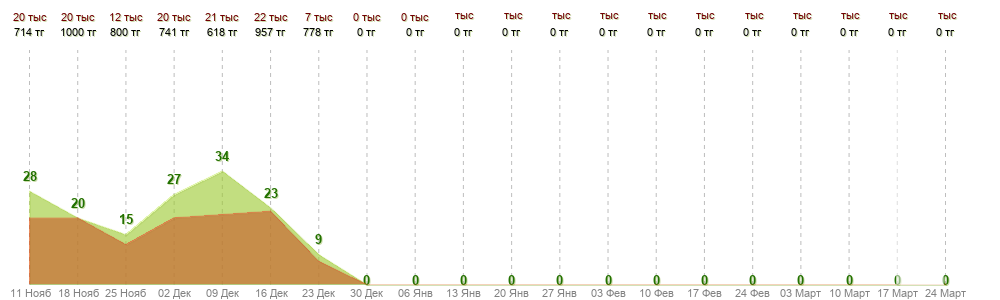 20 тыс 20 тыс 12 тыс 20 тыс 21 тыс 22 тыс 7 тыс 0 тыс 0 тыс тыс тыс тыс тыс тыс тыс тыс тыс тыс тыс тыс
714 тг 1000 тг 800 тг 741 тг 618 тг 957 тг 778 тг 0 тг 0 тг 0 тг 0 тг 0 тг 0 тг 0 тг 0 тг 0 тг 0 тг 0 тг 0 тг 0 тг
34
28 27
20 23
15
9
0 0 0 0 0 0 0 0 0 0 0 0 0
11 Нояб 18 Нояб 25 Нояб 02 Дек 09 Дек 16 Дек 23 Дек 30 Дек 06 Янв 13 Янв 20 Янв 27 Янв 03 Фев 10 Фев 17 Фев 24 Фев 03 Март 10 Март 17 Март 24 Март